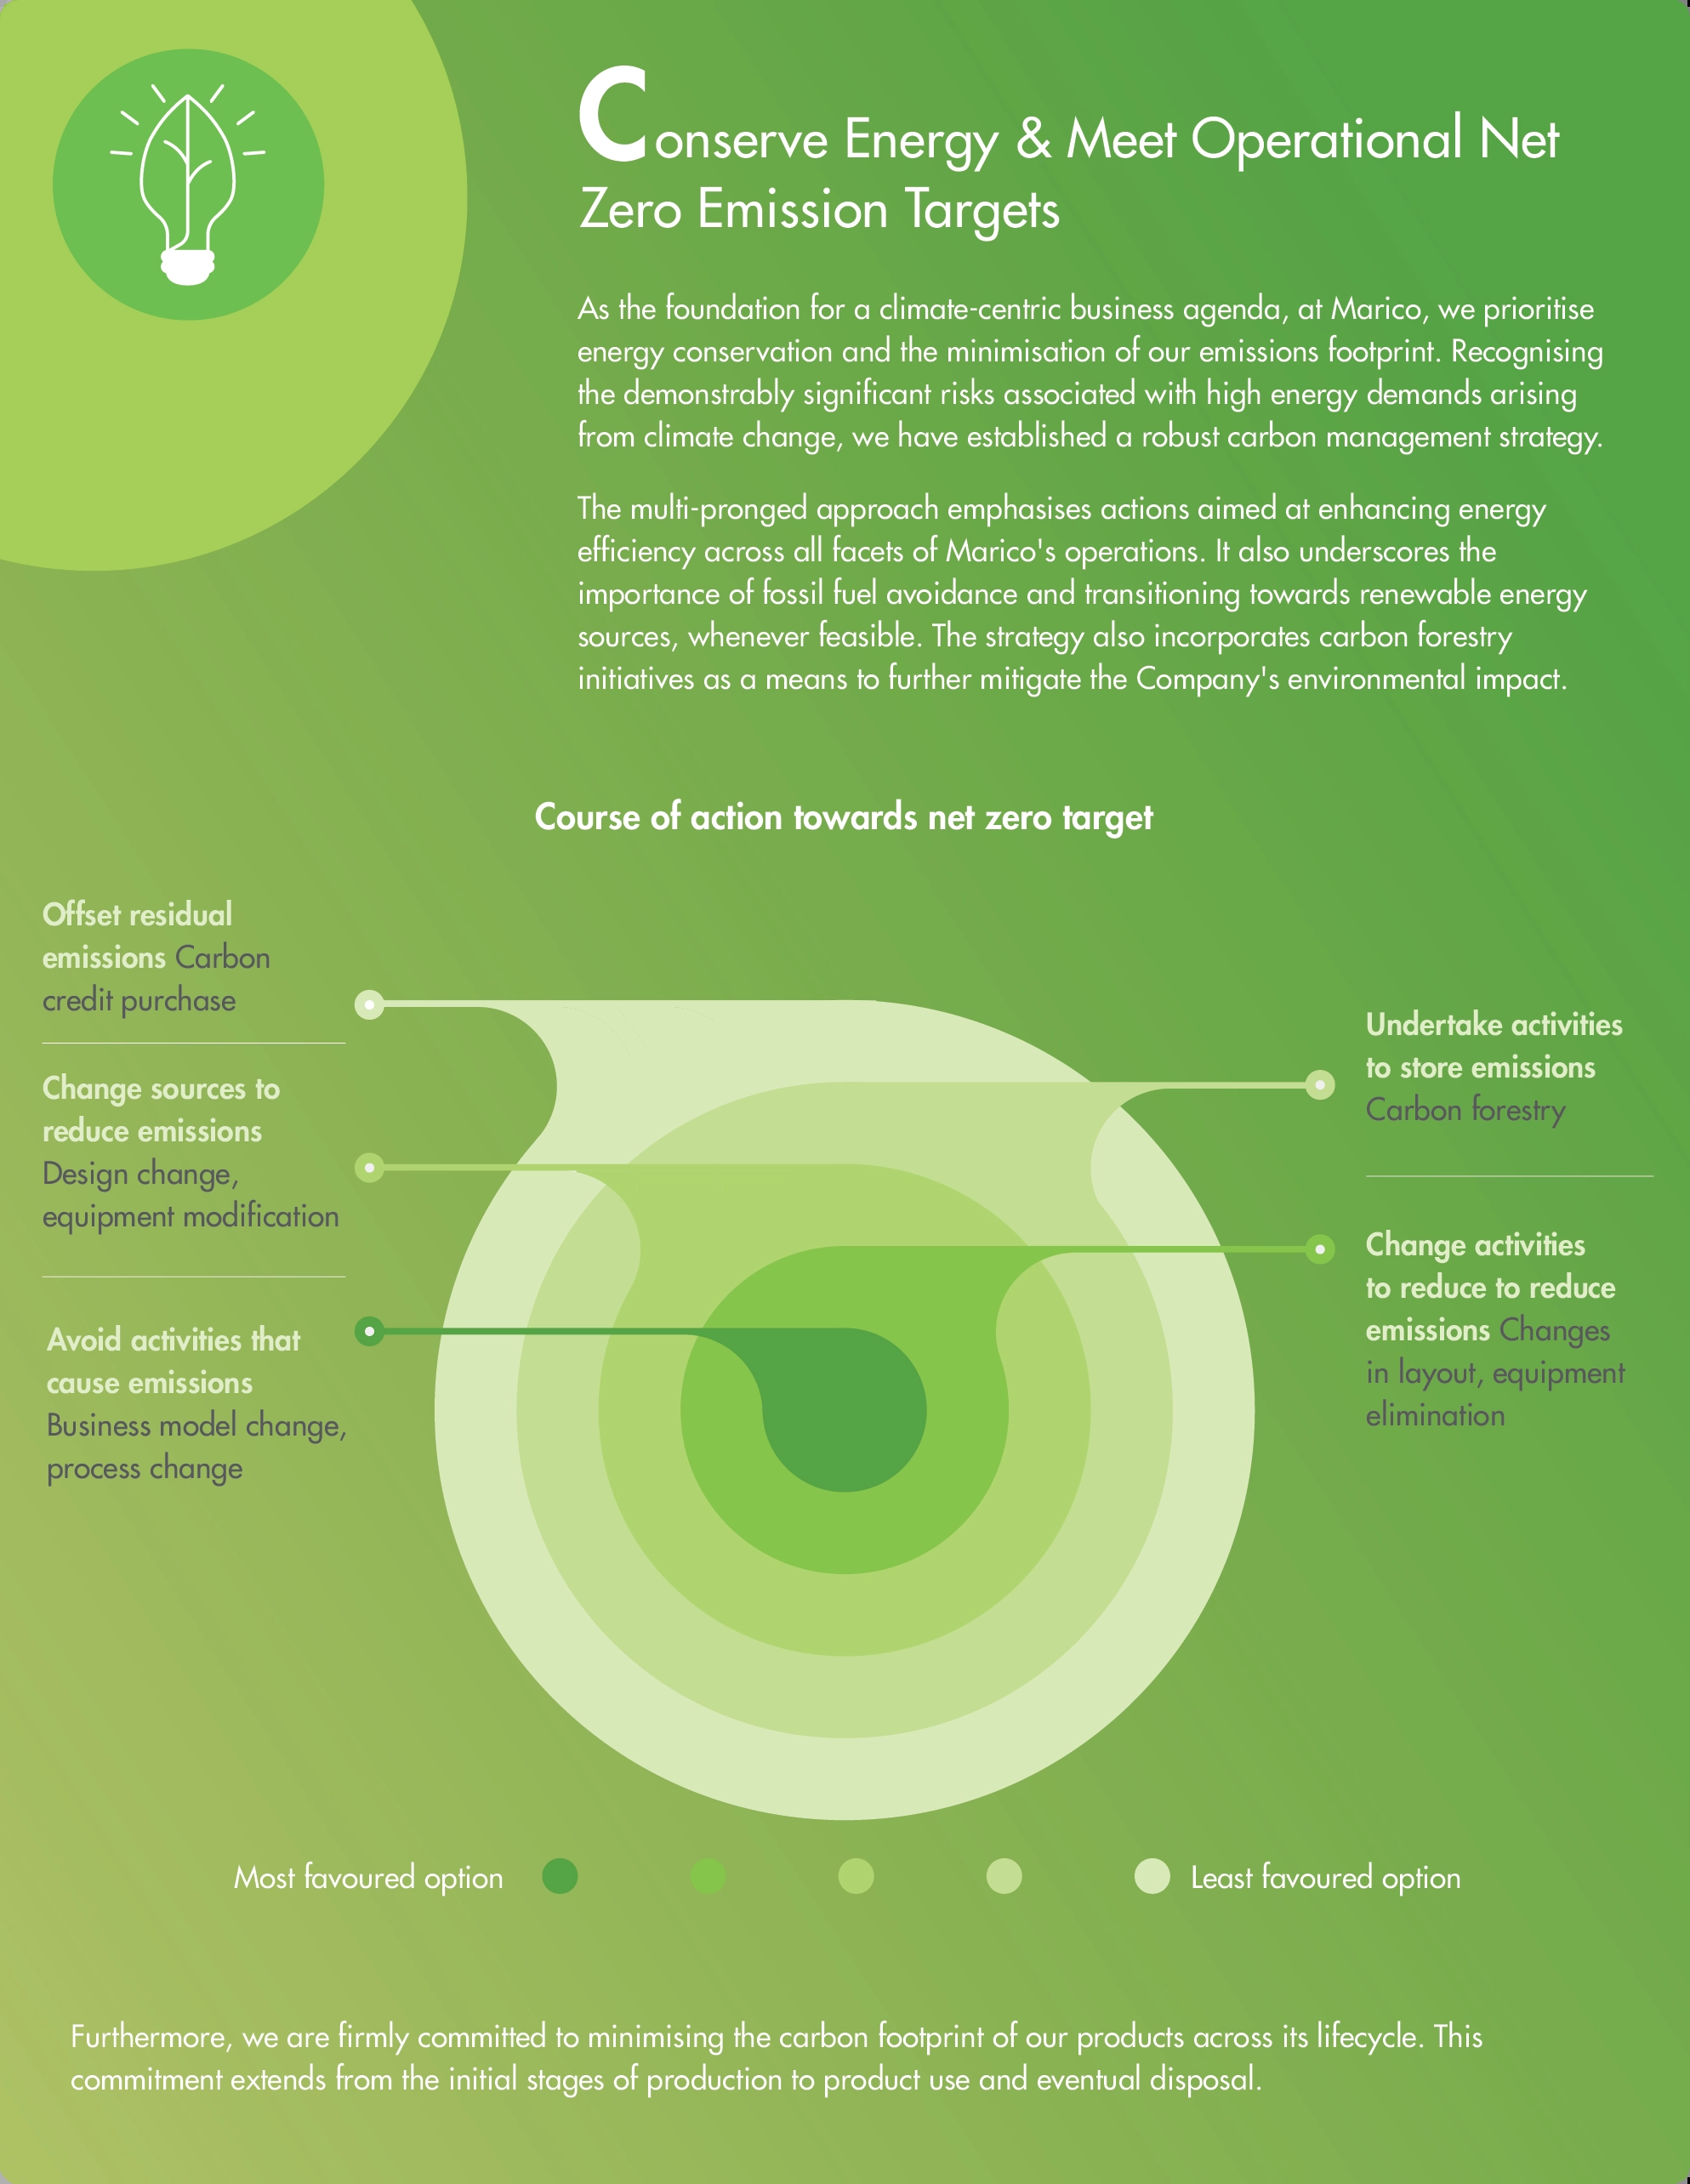 Conserve Energy & Meet Operational Net
Zero Emission Targets
As the foundation for a climate-centric business agenda, at Marico, we prioritise
energy conservation and the minimisation of our emissions footprint. Recognising
the demonstrably significant risks associated with high energy demands arising
from climate change, we have established a robust carbon management strategy.
The multi-pronged approach emphasises actions aimed at enhancing energy
efficiency across all facets of Marico's operations. It also underscores the
importance of fossil fuel avoidance and transitioning towards renewable energy
sources, whenever feasible. The strategy also incorporates carbon forestry
initiatives as a means to further mitigate the Company's environmental impact.
Course of action towards net zero target
Offset residual
emissions Carbon
credit purchase
Change sources to
reduce emissions
Design change,
equipment modification
Avoid activities that
cause emissions
Business model change,
process change
Undertake activities
to store emissions
Carbon forestry
Change activities
to reduce to reduce
emissions Changes
in layout, equipment
elimination
Most favoured option
Least favoured option
Furthermore, we are firmly committed to minimising the carbon footprint of our products across its lifecycle. This
commitment extends from the initial stages of production to product use and eventual disposal.